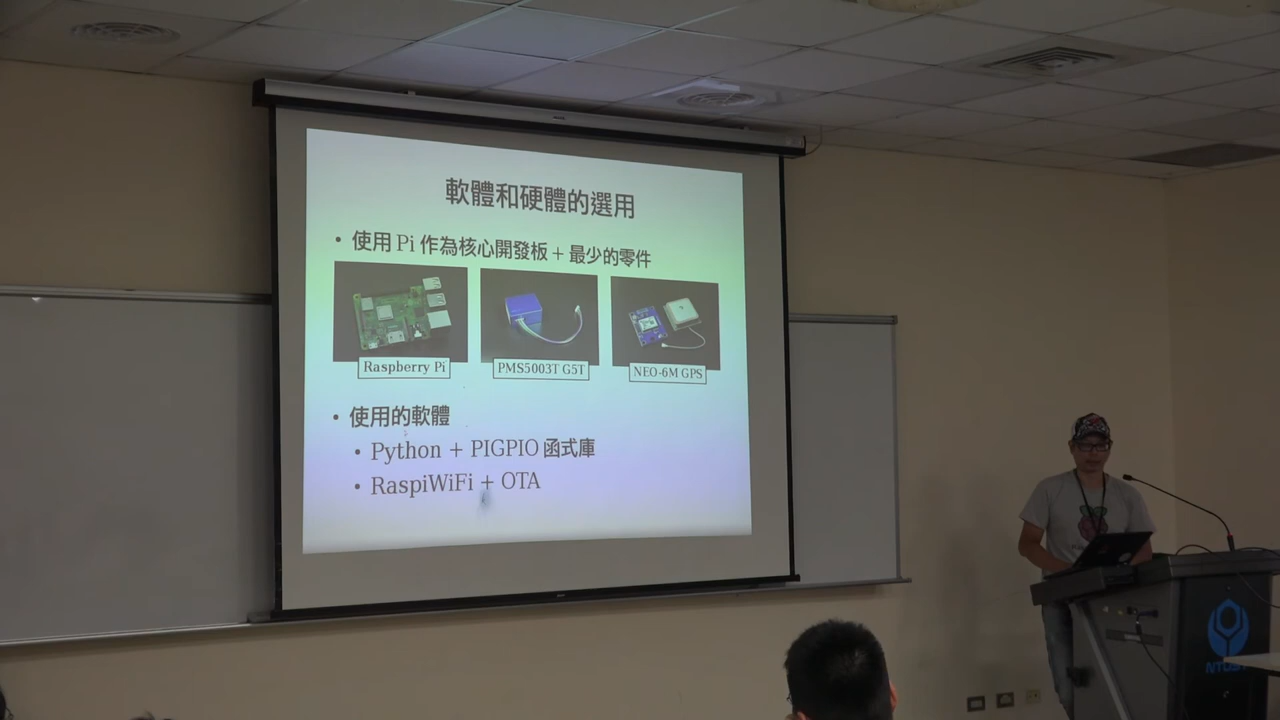 軟體和硬體的選用
• 使用 Pi 作為核心開發板 + 最少的零件
Raspberry Pi
PMS5003T G5T
NEO-6M GPS
• 使用的軟體
• Python + PIGPIO 函式庫
• RaspiWiFi + OTA